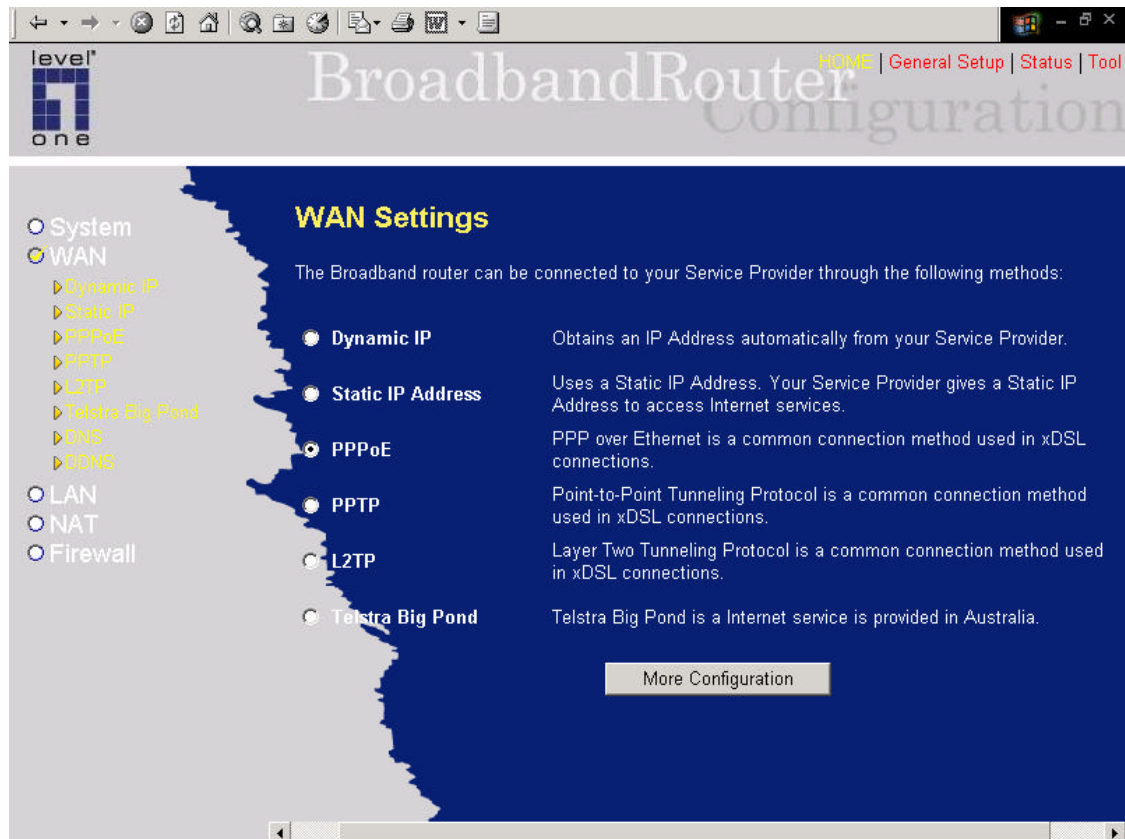 level
one
BroadbandRouter
Configuration
HOME | General Setup | Status | Tool
System
WAN
Dynamic IP
Static IP
PPPoE
PPTP
L2TP
Telstra Big Pond
DNS
DDNS
LAN
NAT
Firewall
WAN Settings
The Broadband router can be connected to your Service Provider through the following methods:
Dynamic IP Obtains an IP Address automatically from your Service Provider.
Static IP Address Uses a Static IP Address. Your Service Provider gives a Static IP
Address to access Internet services.
PPPoE PPP over Ethernet is a common connection method used in xDSL
connections.
PPTP Point-to-Point Tunneling Protocol is a common connection method
used in xDSL connections.
L2TP Layer Two Tunneling Protocol is a common connection method used
in xDSL connections.
Telstra Big Pond Telstra Big Pond is a Internet service is provided in Australia.
More Configuration